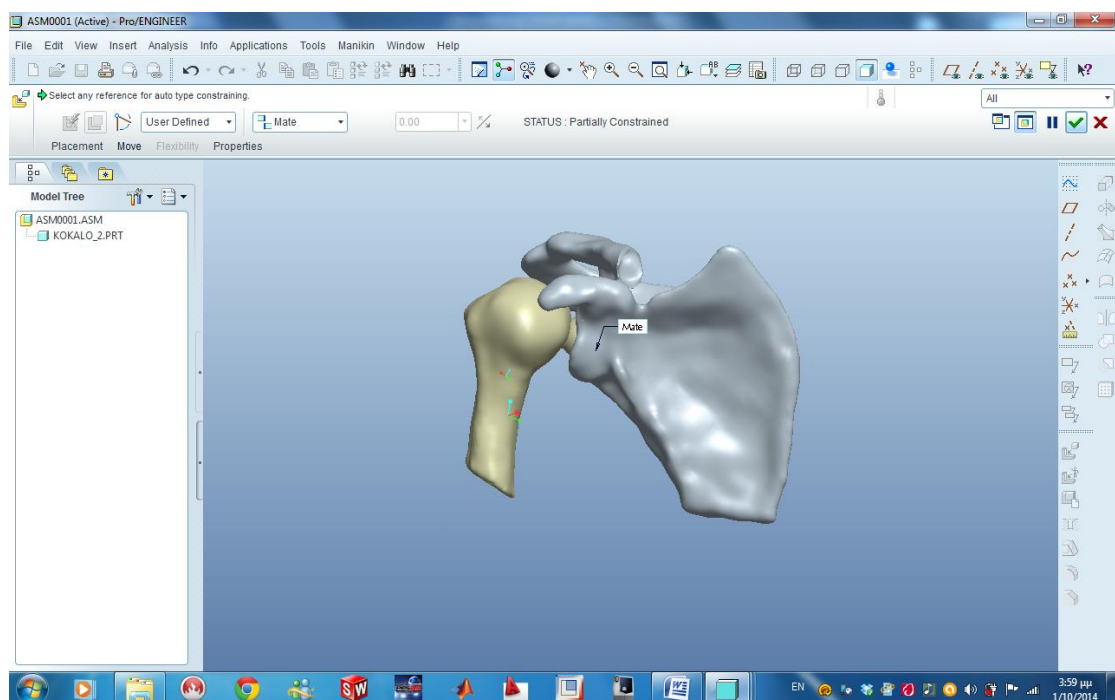 ASM0001 (Active) - Pro/ENGINEER
File Edit View Insert Analysis Info Applications Tools Manikin Window Help
Select any reference for auto type constraining.
All
User Defined Mate 0.00 STATUS : Partially Constrained
Placement Move Flexibility Properties
Model Tree
ASM0001.ASM
KOKALO_2.PRT
Mate
EN 3:59 μμ
1/10/2014